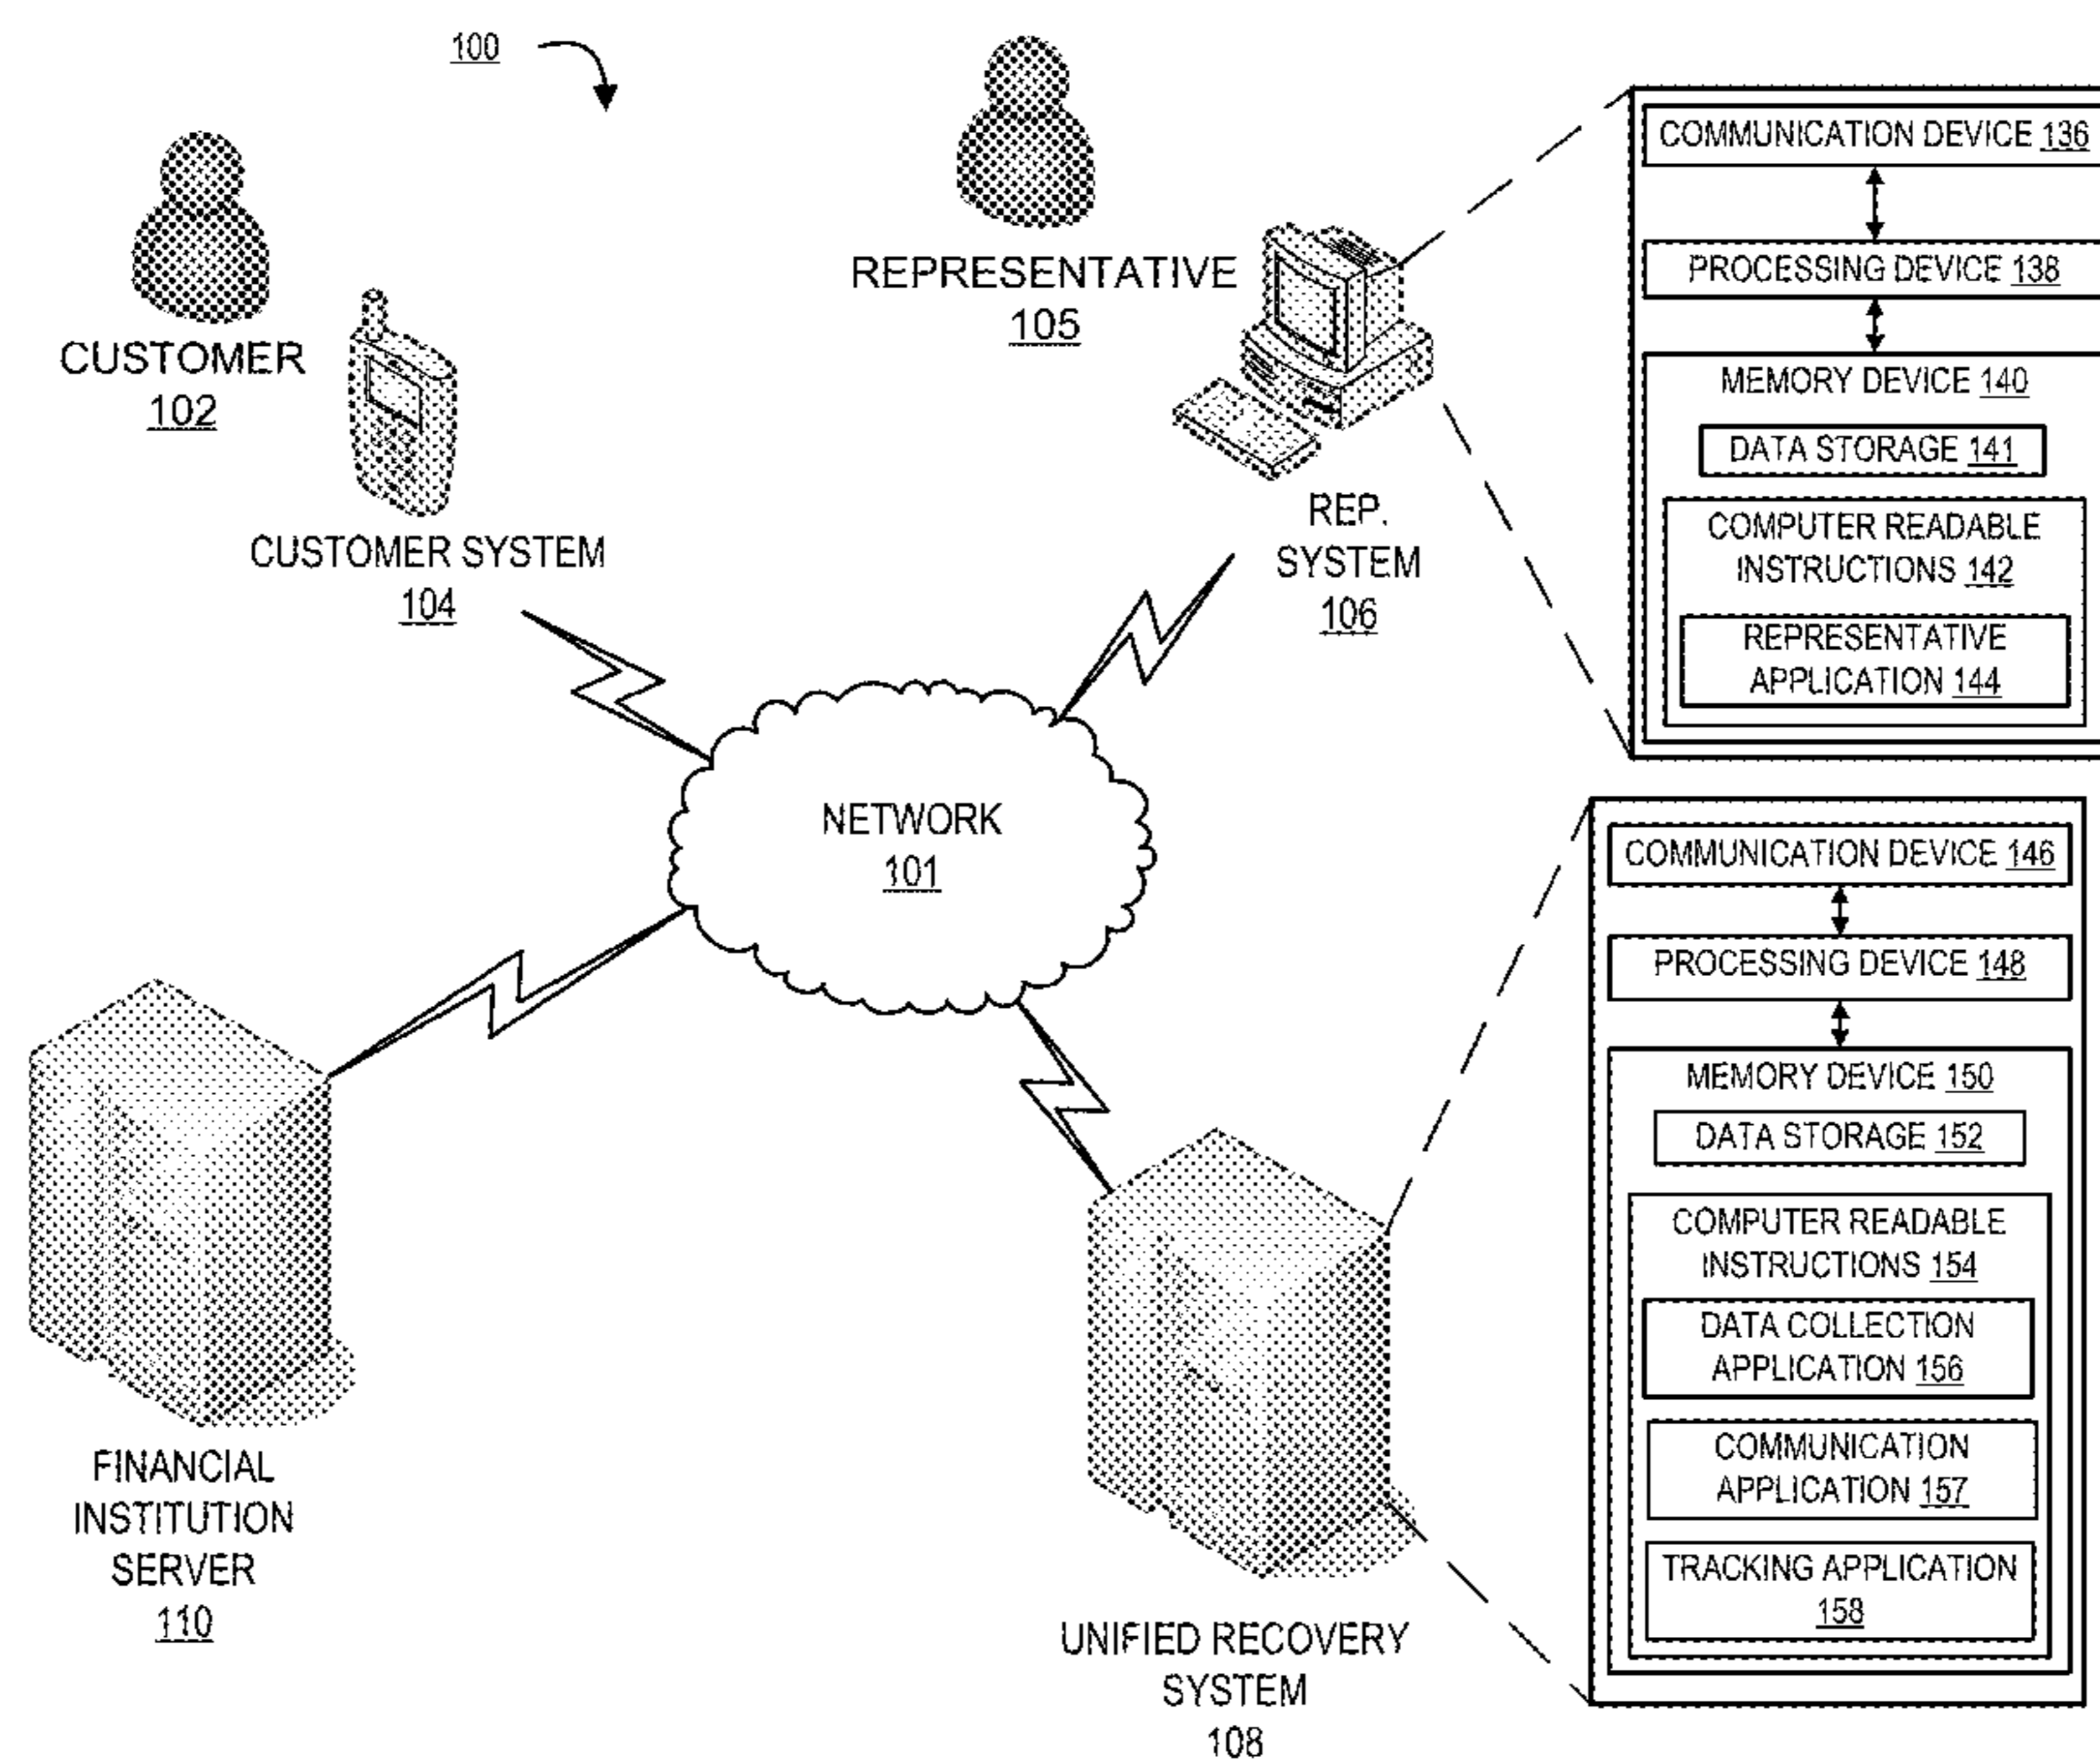 100
CUSTOMER
102
CUSTOMER SYSTEM
104
REPRESENTATIVE
105
REP.
SYSTEM
106
NETWORK
101
FINANCIAL
INSTITUTION
SERVER
110
UNIFIED RECOVERY
SYSTEM
108
COMMUNICATION DEVICE 136
PROCESSING DEVICE 138
MEMORY DEVICE 140
DATA STORAGE 141
COMPUTER READABLE
INSTRUCTIONS 142
REPRESENTATIVE
APPLICATION 144
COMMUNICATION DEVICE 146
PROCESSING DEVICE 148
MEMORY DEVICE 150
DATA STORAGE 152
COMPUTER READABLE
INSTRUCTIONS 154
DATA COLLECTION
APPLICATION 156
COMMUNICATION
APPLICATION 157
TRACKING APPLICATION
158